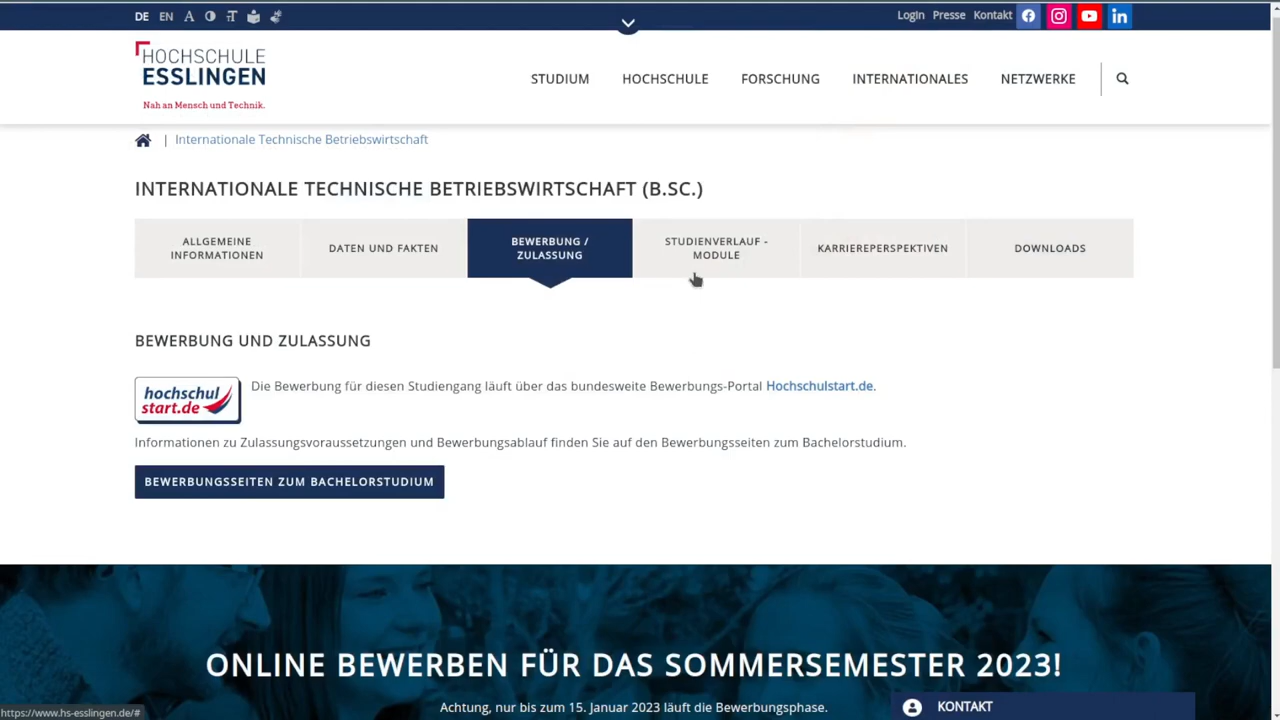 DE EN A T
Login Presse Kontakt
HOCHSCHULE
ESSLINGEN
Nah an Mensch und Technik.
STUDIUM HOCHSCHULE FORSCHUNG INTERNATIONALES NETZWERKE
| Internationale Technische Betriebswirtschaft
INTERNATIONALE TECHNISCHE BETRIEBSWIRTSCHAFT (B.SC.)
ALLGEMEINE
INFORMATIONEN
DATEN UND FAKTEN
BEWERBUNG /
ZULASSUNG
STUDIENVERLAUF -
MODULE
KARRIEREPERSPEKTIVEN
DOWNLOADS
BEWERBUNG UND ZULASSUNG
hochschul
start.de
Die Bewerbung für diesen Studiengang läuft über das bundesweite Bewerbungs-Portal Hochschulstart.de.
Informationen zu Zulassungsvoraussetzungen und Bewerbungsablauf finden Sie auf den Bewerbungsseiten zum Bachelorstudium.
BEWERBUNGSSEITEN ZUM BACHELORSTUDIUM
ONLINE BEWERBEN FÜR DAS SOMMERSEMESTER 2023!
Achtung, nur bis zum 15. Januar 2023 läuft die Bewerbungsphase.
KONTAKT
https://www.hs-esslingen.de/#